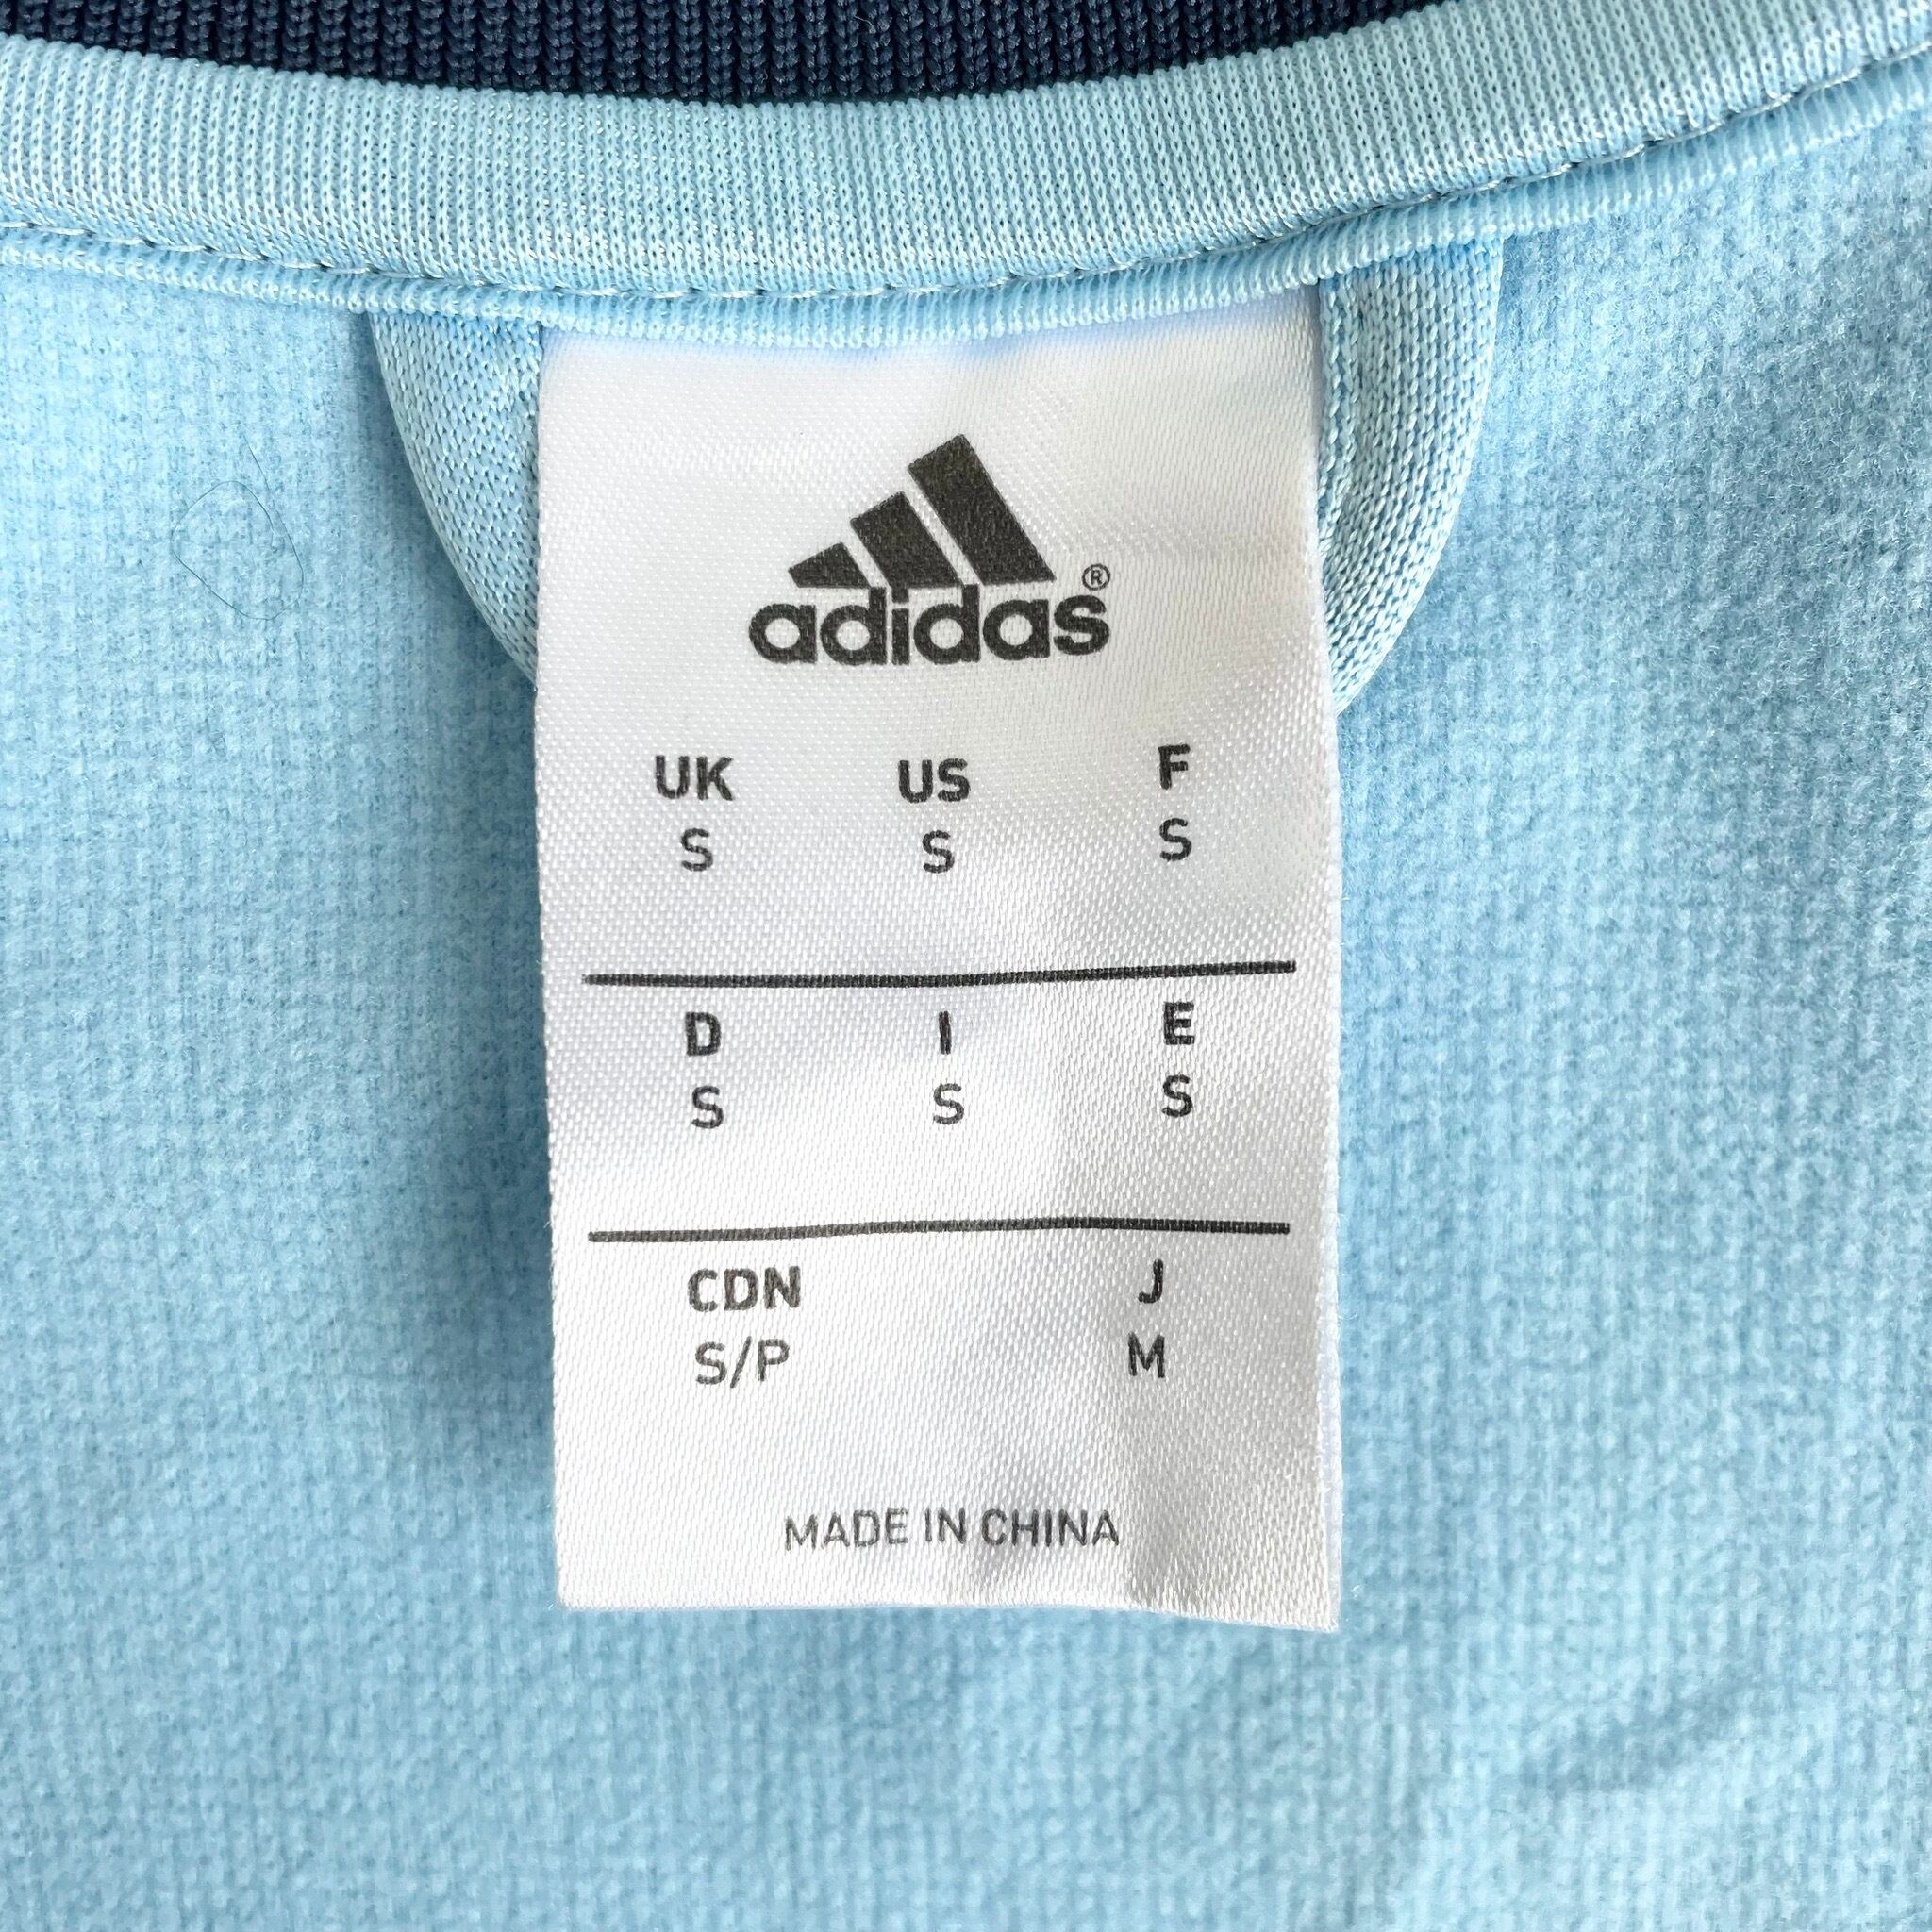 adidas®
UK US F
S S S
D I E
S S S
CDN J
S/P M
MADE IN CHINA